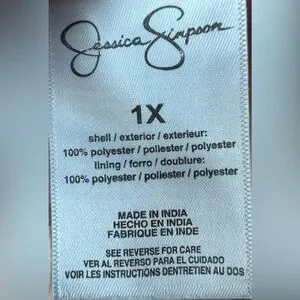 Jessica Simpson
1X
shell / exterior / exterieur:
100% polyester / poliester / polyester
lining / forro / doublure:
100% polyester / poliester / polyester
MADE IN INDIA
HECHO EN INDIA
FABRIQUE EN INDE
SEE REVERSE FOR CARE
VER AL REVERSO PARA EL CUIDADO
VOIR LES INSTRUCTIONS DENTRETIEN AU DOS